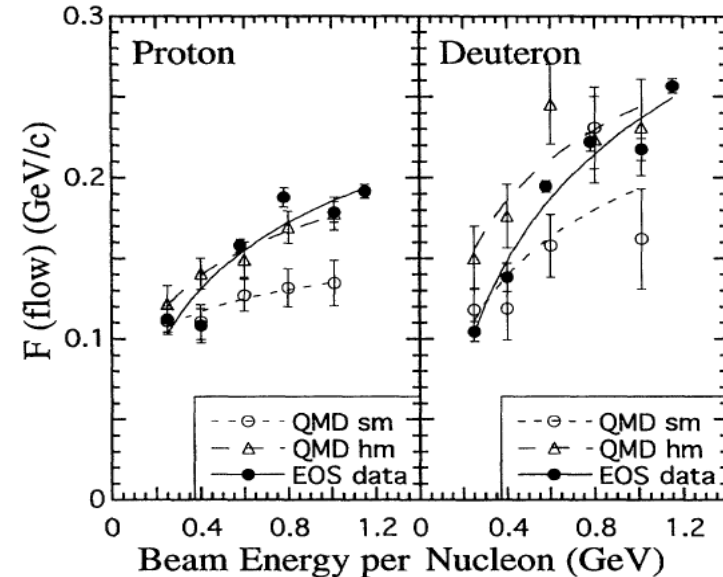 0.3
Proton
Deuteron
F (flow) (GeV/c)
0.2
0.1
0
QMD sm
QMD hm
EOS data
QMD sm
QMD hm
EOS data
0 0.4 0.8 1.2 0 0.4 0.8 1.2
Beam Energy per Nucleon (GeV)